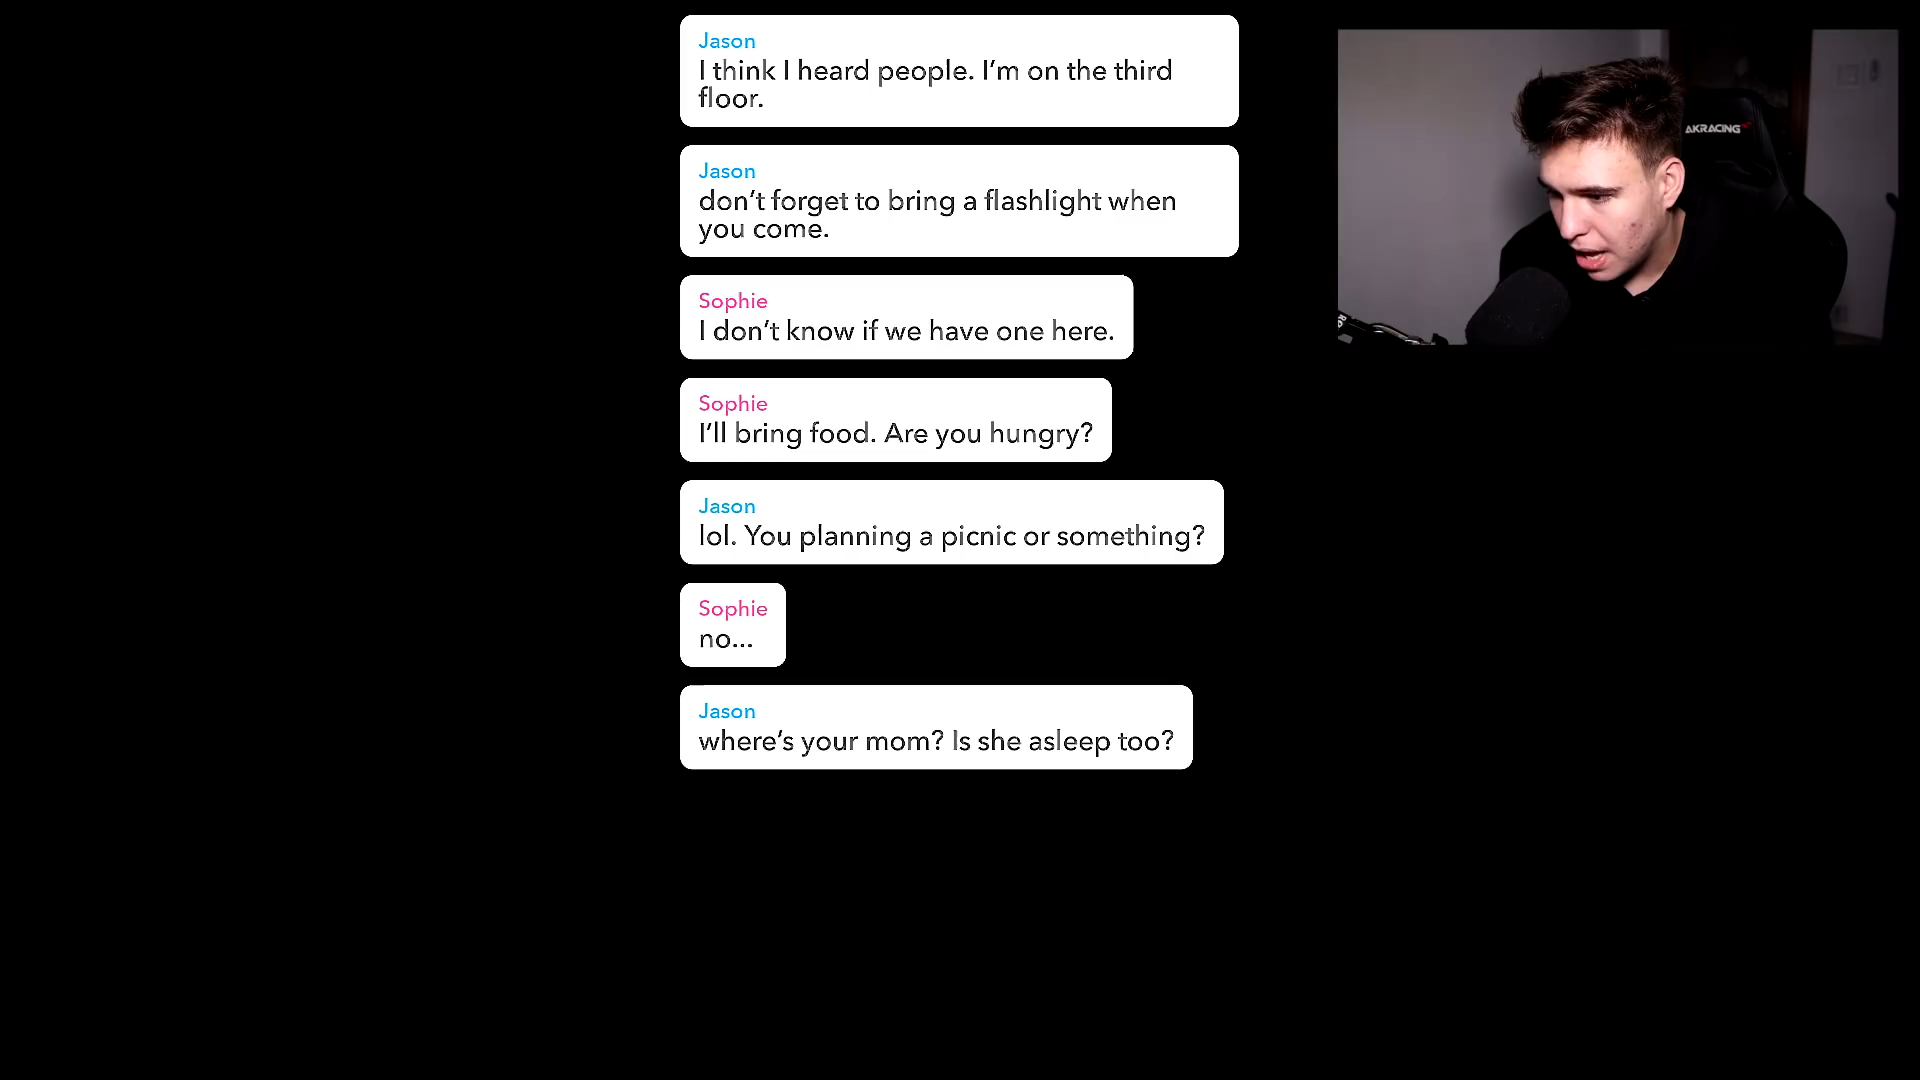 Jason
I think I heard people. I'm on the third
floor.
Jason
don't forget to bring a flashlight when
you come.
Sophie
I don't know if we have one here.
Sophie
I'll bring food. Are you hungry?
Jason
lol. You planning a picnic or something?
Sophie
no...
Jason
where's your mom? Is she asleep too?
AKRACING